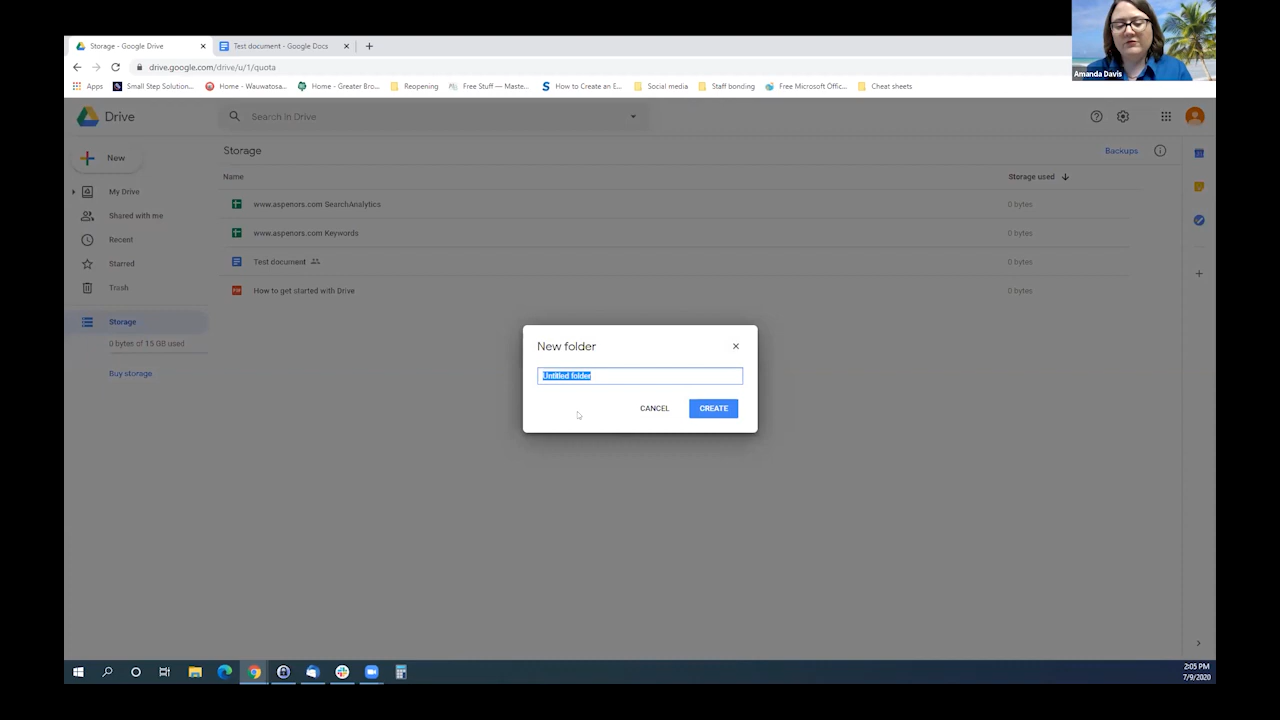 Storage - Google Drive
Test document - Google Docs
drive.google.com/drive/u/1/quota
Apps
Small Step Solution...
Home - Wauwatosa...
Home - Greater Bro...
Reopening
Free Stuff — Maste...
How to Create an E...
Social media
Staff bonding
Free Microsoft Offic...
Cheat sheets
Amanda Davis
Drive
Search in Drive
New
Storage
Backups
Name
Storage used
My Drive
www.aspenors.com SearchAnalytics
0 bytes
Shared with me
www.aspenors.com Keywords
0 bytes
Recent
Starred
Test document
0 bytes
Trash
How to get started with Drive
0 bytes
Storage
0 bytes of 15 GB used
Buy storage
New folder
Untitled folder
CANCEL
CREATE
2:05 PM
7/9/2020